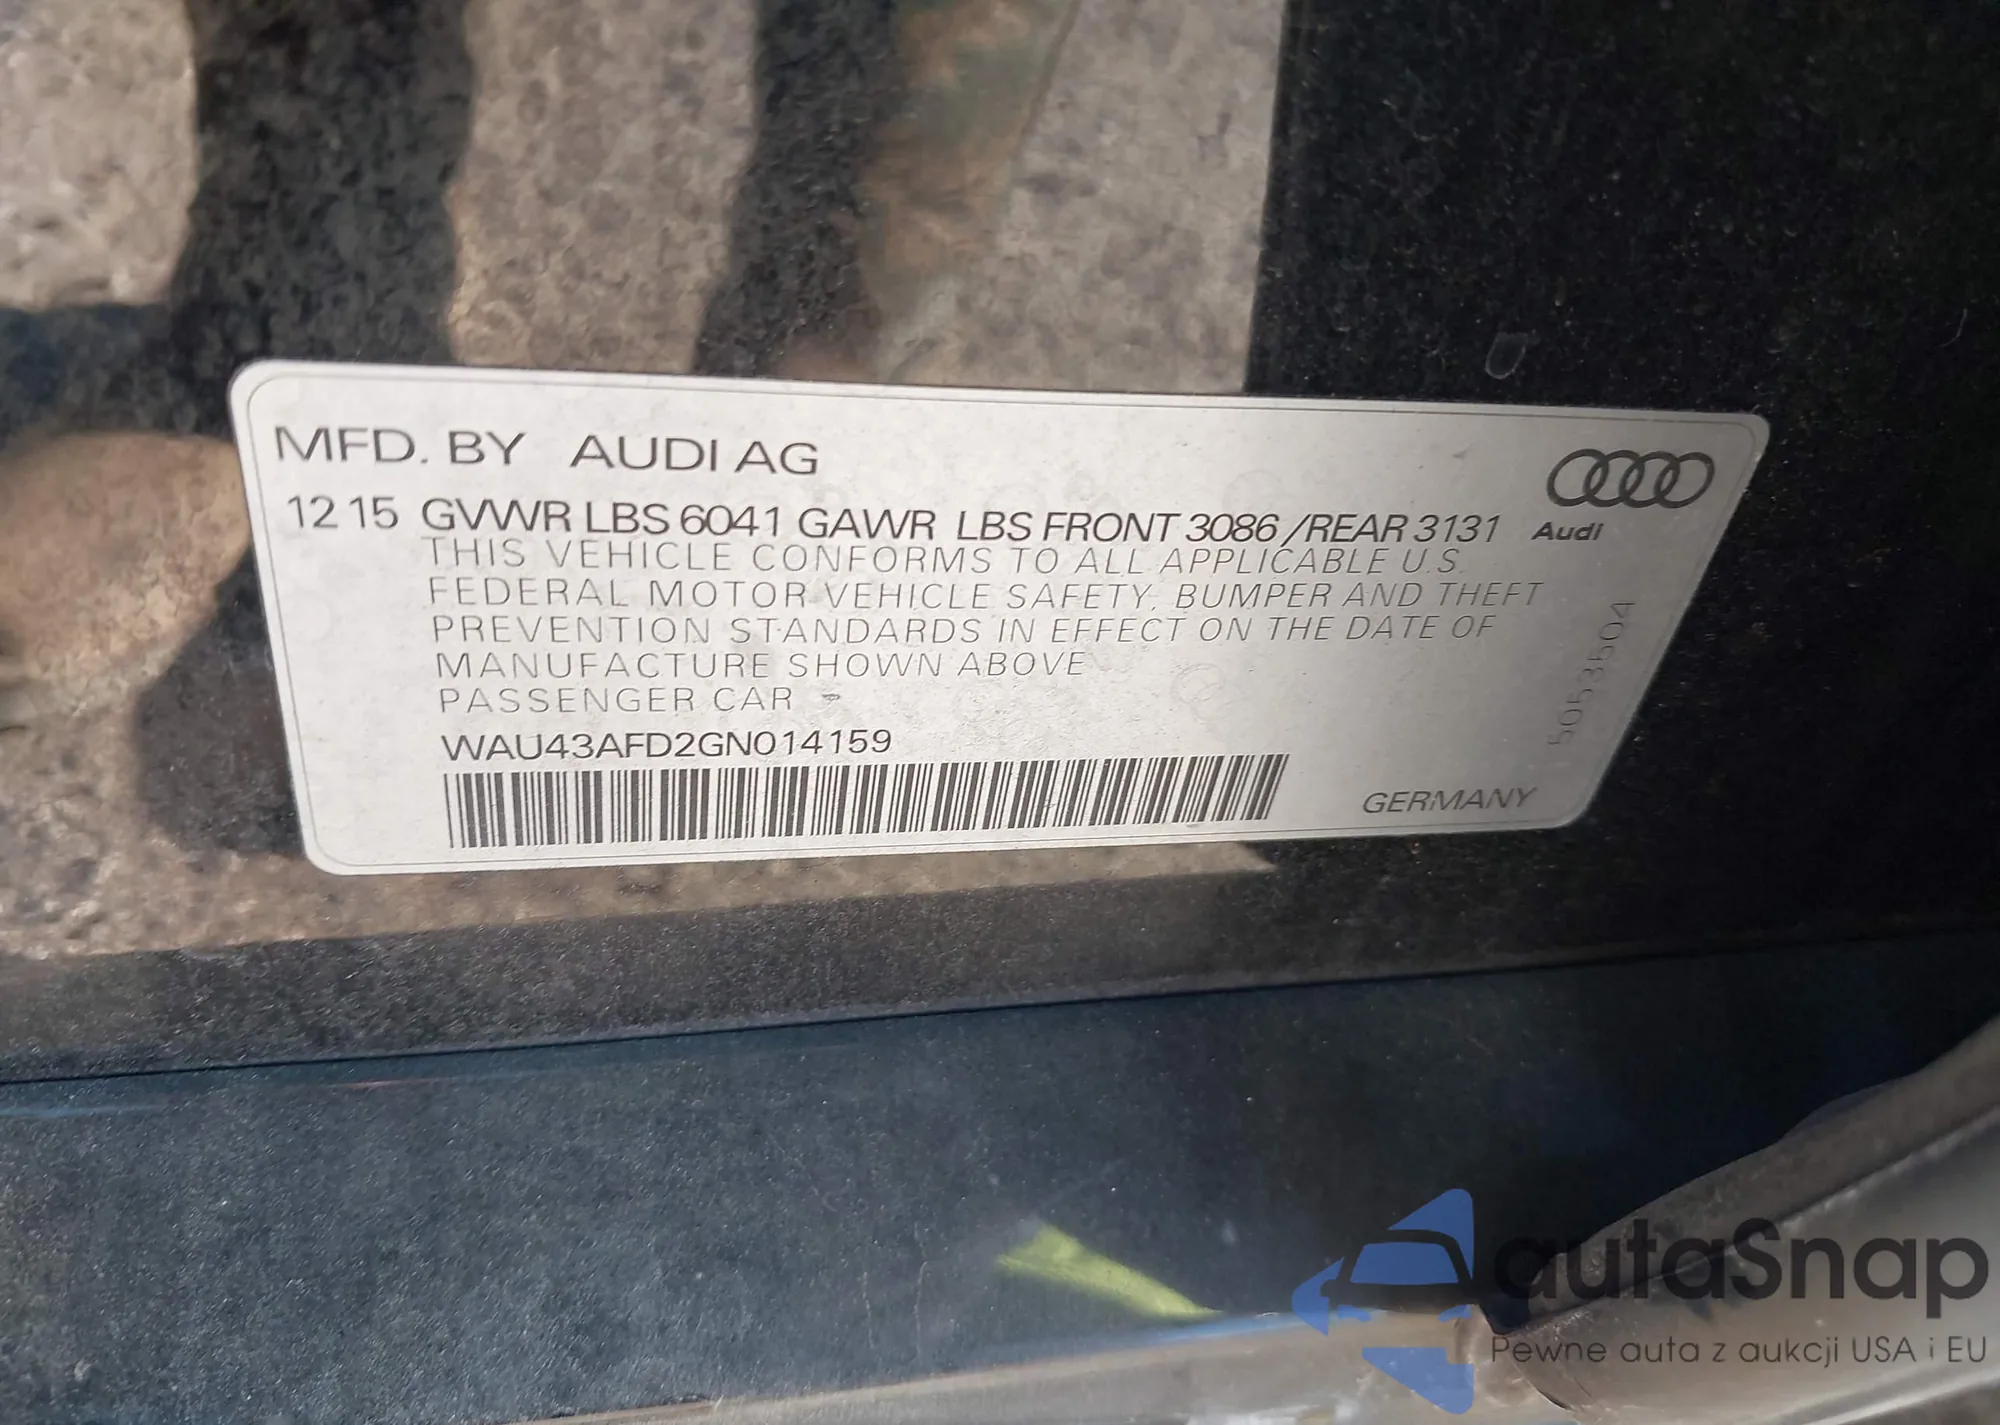 MFD. BY AUDI AG
12 15 GVWR LBS 6041 GAWR LBS FRONT 3086 /REAR 3131
Audi
THIS VEHICLE CONFORMS TO ALL APPLICABLE U.S.
FEDERAL MOTOR VEHICLE SAFETY, BUMPER AND THEFT
PREVENTION STANDARDS IN EFFECT ON THE DATE OF
MANUFACTURE SHOWN ABOVE
PASSENGER CAR
WAU43AFD2GN014159
GERMANY
5053504
autaSnap
Pewne auta z aukcji USA i EU